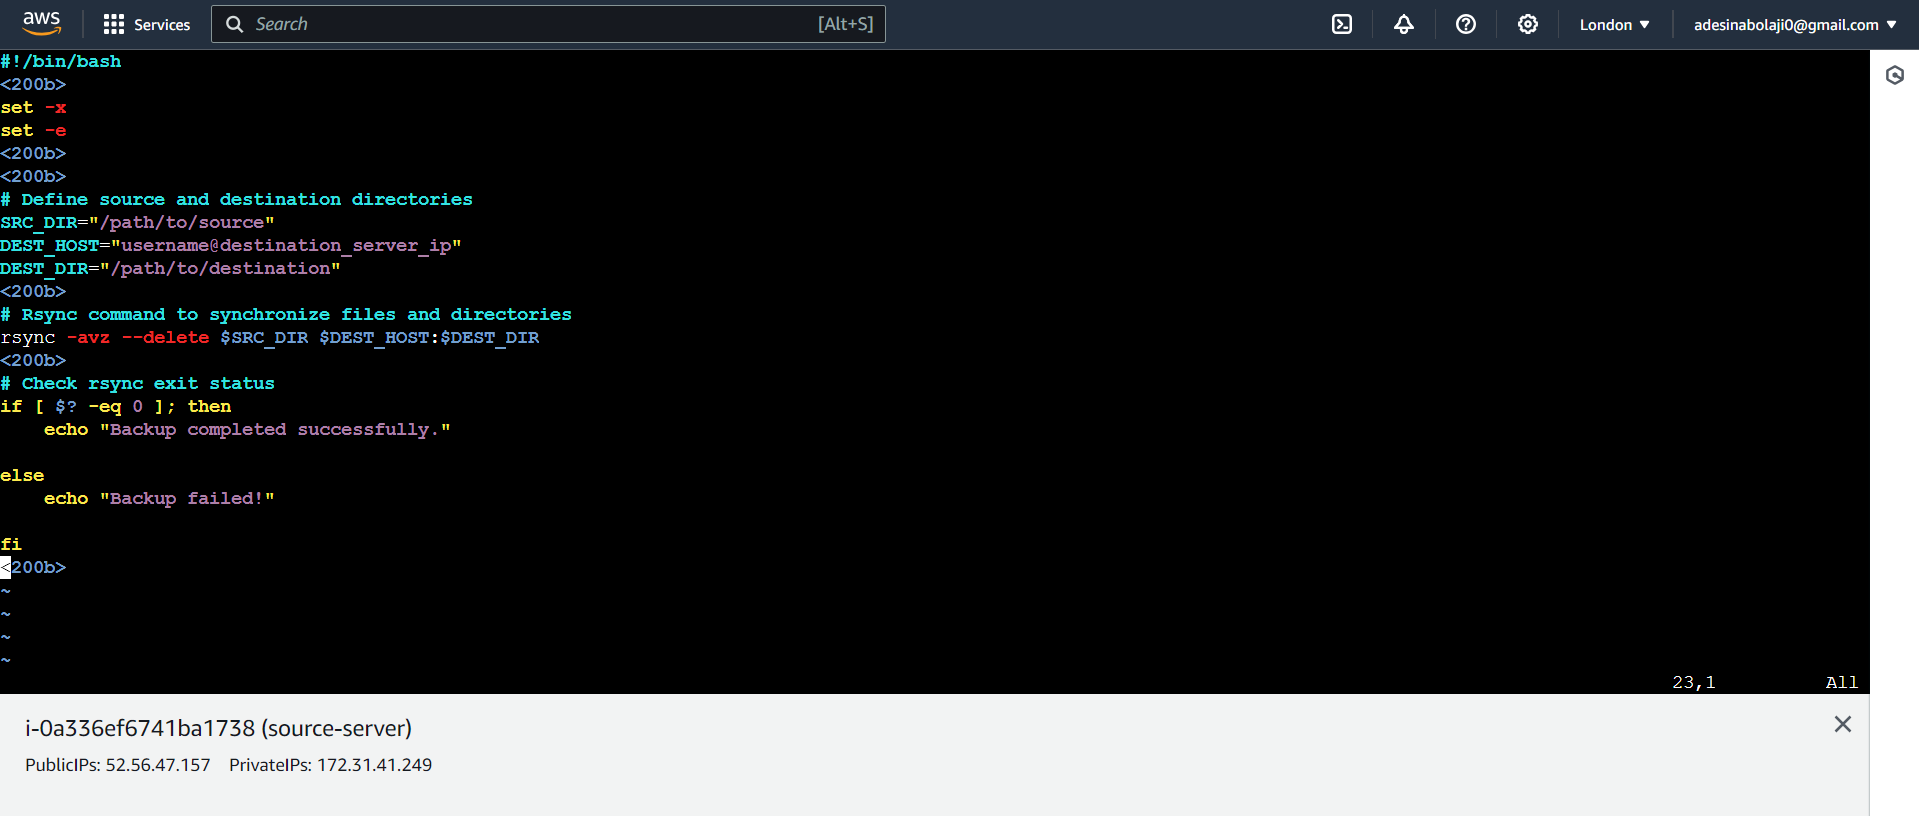 aws
Services
Search [Alt+S]
London
adesinabolaji0@gmail.com
#!/bin/bash
<200b>
set -x
set -e
<200b>
<200b>
# Define source and destination directories
SRC_DIR="/path/to/source"
DEST_HOST="username@destination_server_ip"
DEST_DIR="/path/to/destination"
<200b>
# Rsync command to synchronize files and directories
rsync -avz --delete $SRC_DIR $DEST_HOST:$DEST_DIR
<200b>
# Check rsync exit status
if [ $? -eq 0 ]; then
    echo "Backup completed successfully."
else
    echo "Backup failed!"
fi
<200b>
~
~
~
~
23,1 All
i-0a336ef6741ba1738 (source-server)
PublicIPs: 52.56.47.157 PrivateIPs: 172.31.41.249